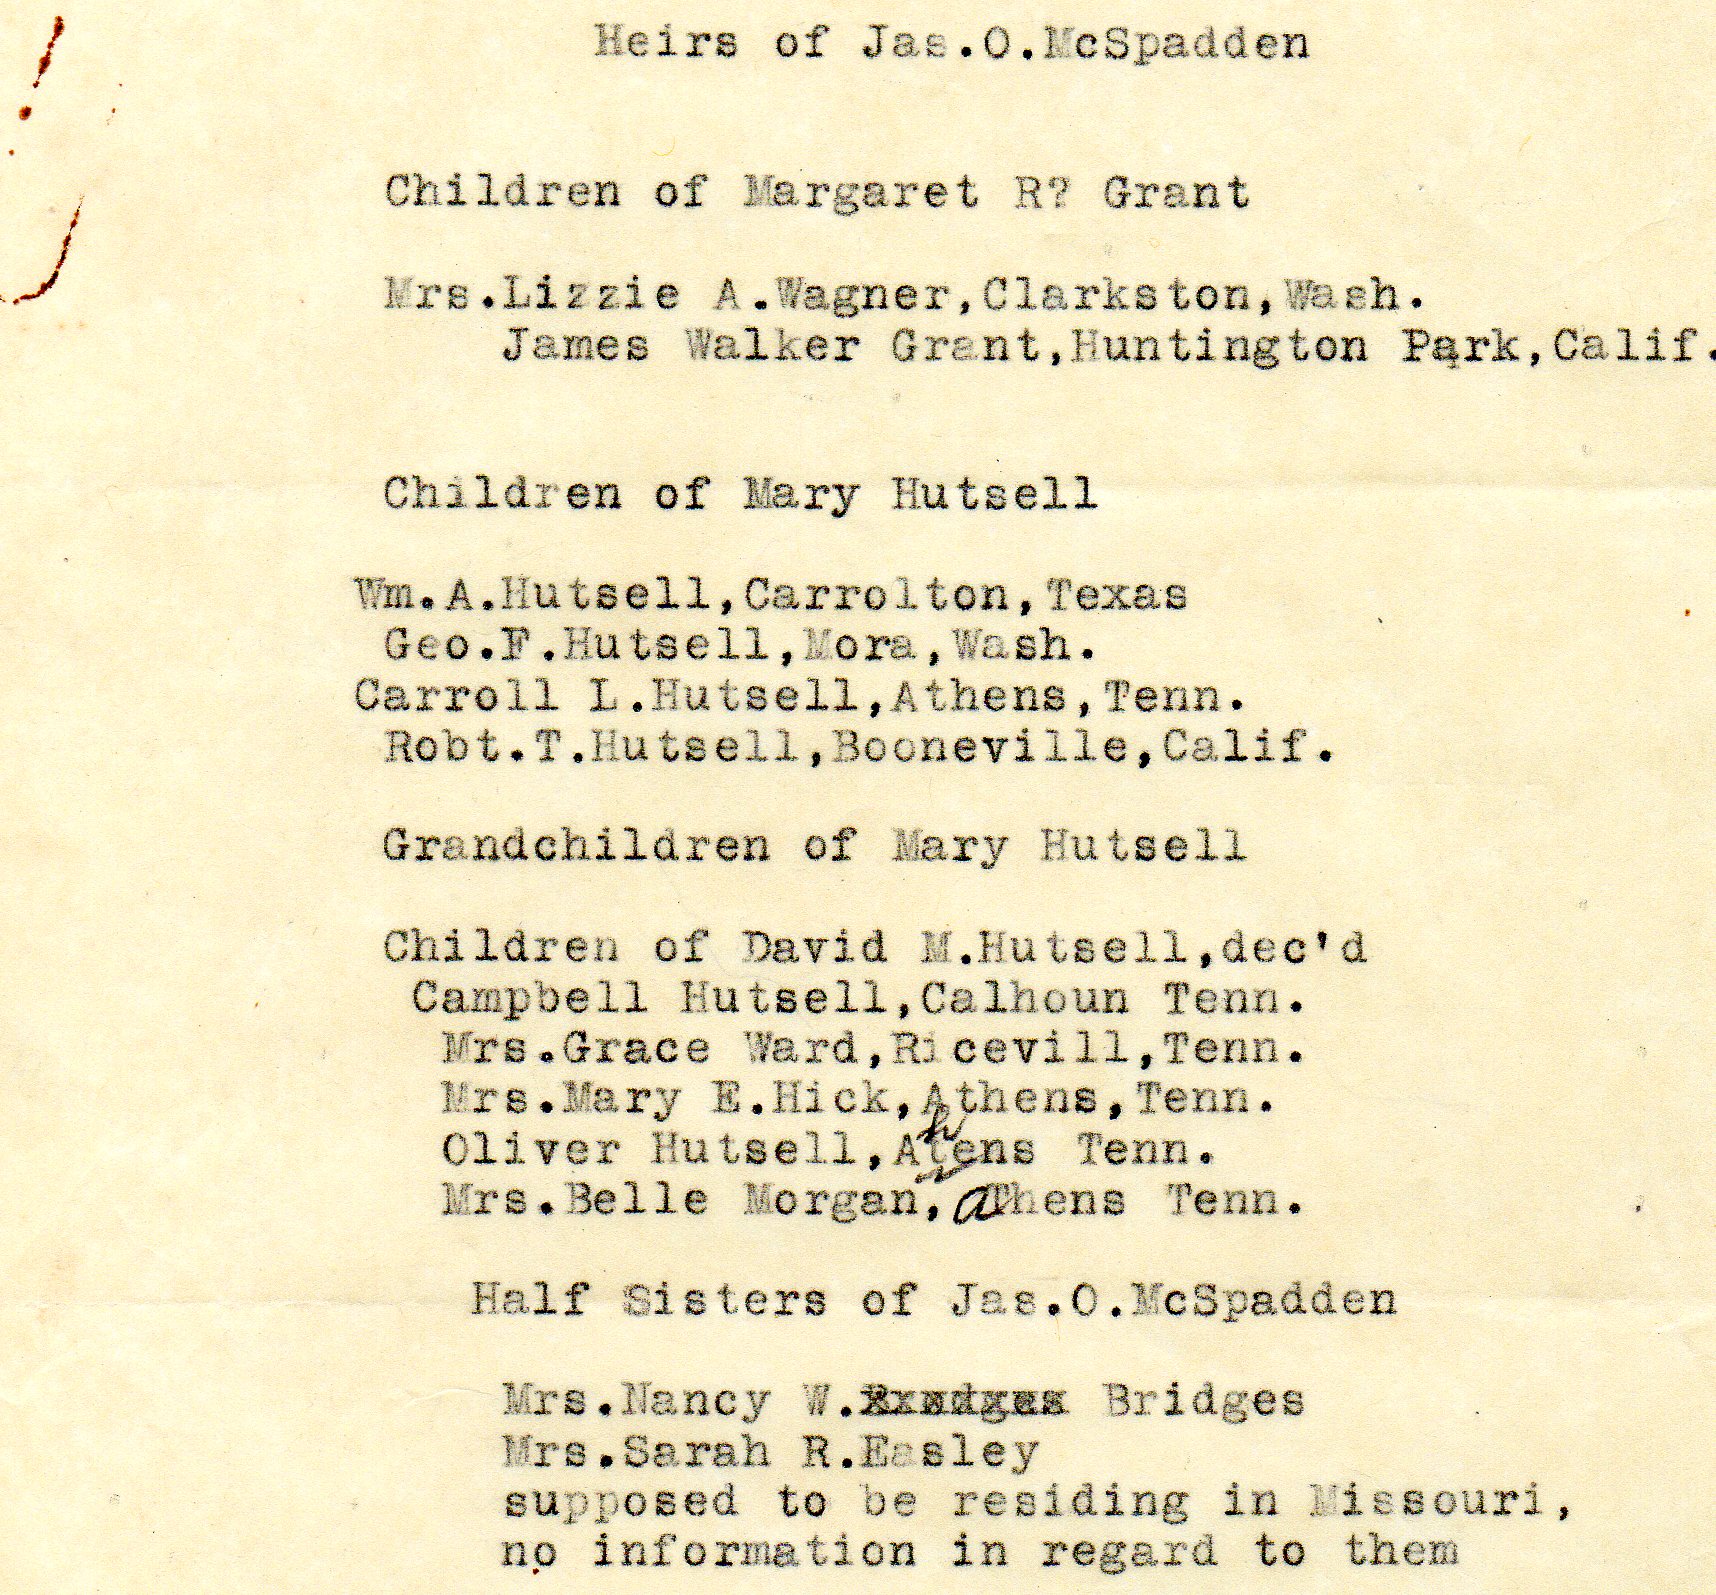 Heirs of Jas.O.McSpadden
Children of Margaret R? Grant
Mrs.Lizzie A.Wagner,Clarkston,Wash.
James Walker Grant,Huntington Park,Calif.
Children of Mary Hutsell
Wm.A.Hutsell,Carrolton,Texas
Geo.F.Hutsell,Mora,Wash.
Carroll L.Hutsell,Athens,Tenn.
Robt.T.Hutsell,Booneville,Calif.
Grandchildren of Mary Hutsell
Children of David M.Hutsell,dec'd
Campbell Hutsell,Calhoun Tenn.
Mrs.Grace Ward,Ricevill,Tenn.
Mrs.Mary E.Hick,Athens,Tenn.
Oliver Hutsell,Athens Tenn.
Mrs.Belle Morgan,aThens Tenn.
Half Sisters of Jas.O.McSpadden
Mrs.Nancy W. Bridges
Mrs.Sarah R.Easley
supposed to be residing in Missouri,
no information in regard to them